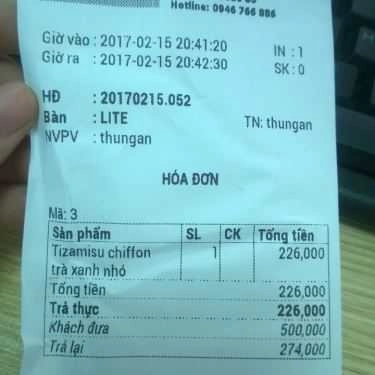 Hotline: 0946 766 886
Giờ vào : 2017-02-15 20:41:20 IN : 1
Giờ ra : 2017-02-15 20:42:30 SK : 0
HĐ : 20170215.052
Bàn : LITE TN: thungan
NVPV : thungan
HÓA ĐƠN
Mã: 3
Sản phẩm SL CK Tổng tiền
Tizamisu chiffon 1 226,000
trà xanh nhỏ
Tổng tiền 226,000
Trả thực 226,000
Khách đưa 500,000
Trả lại 274,000